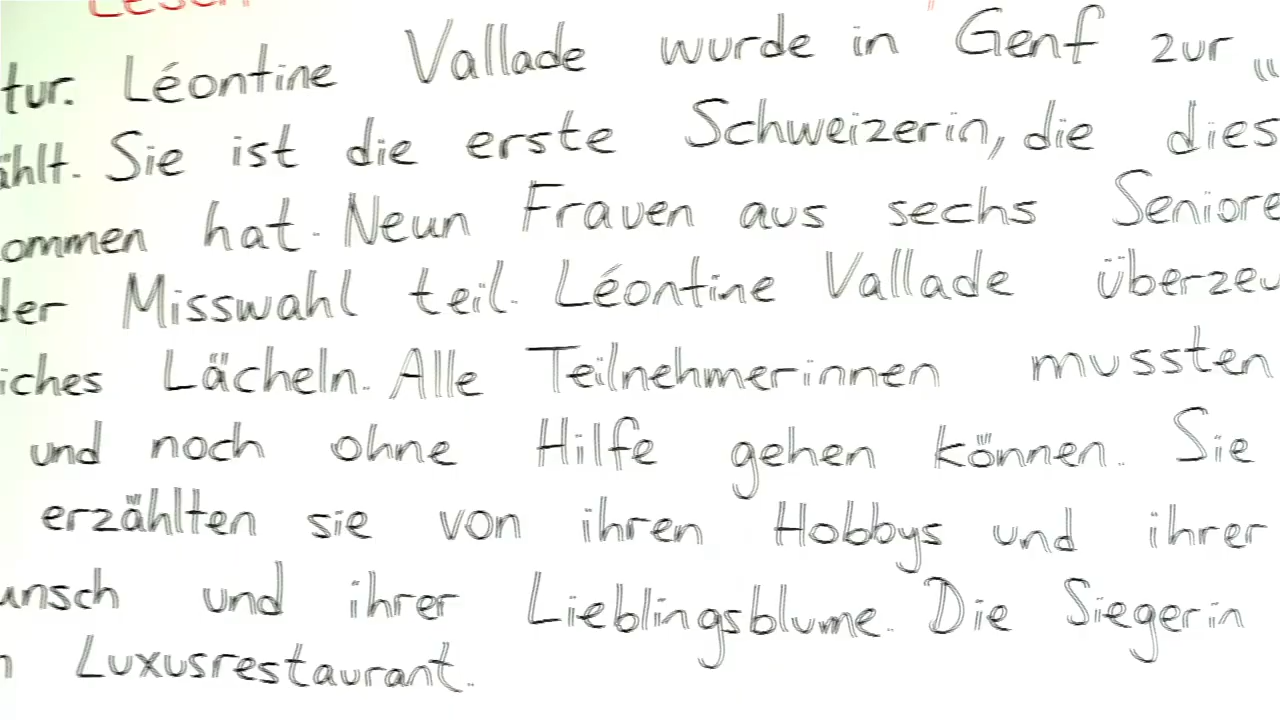 Lesen
tur. Léontine Vallade wurde in Genf zur „
ählt. Sie ist die erste Schweizerin, die dies
ommen hat. Neun Frauen aus sechs Seniore
der Misswahl teil. Léontine Vallade überzeu
iches Lächeln. Alle Teilnehmerinnen mussten
und noch ohne Hilfe gehen können. Sie
erzählten sie von ihren Hobbys und ihrer
unsch und ihrer Lieblingsblume. Die Siegerin
n Luxusrestaurant.